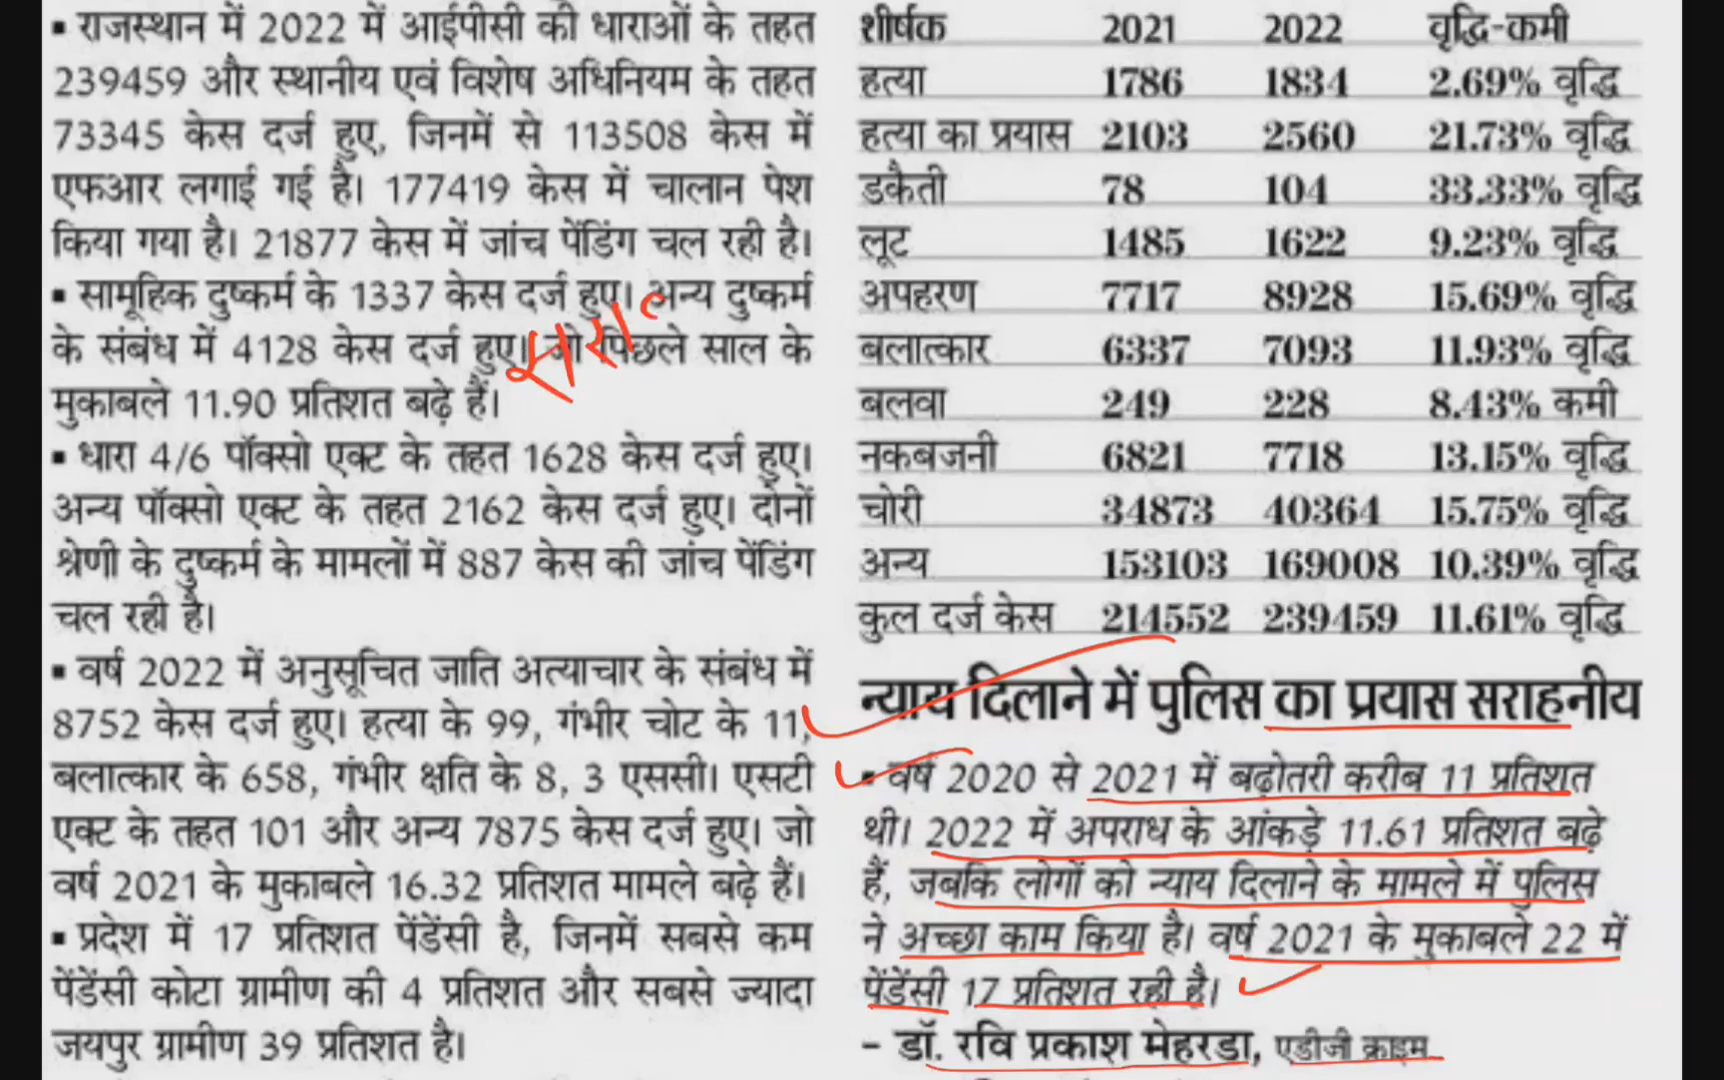 ▪ राजस्थान में 2022 में आईपीसी की धाराओं के तहत
239459 और स्थानीय एवं विशेष अधिनियम के तहत
73345 केस दर्ज हुए, जिनमें से 113508 केस में
एफआर लगाई गई है। 177419 केस में चालान पेश
किया गया है। 21877 केस में जांच पेंडिंग चल रही है।
▪ सामूहिक दुष्कर्म के 1337 केस दर्ज हुए। अन्य दुष्कर्म
के संबंध में 4128 केस दर्ज हुए। जो पिछले साल के
मुकाबले 11.90 प्रतिशत बढ़े हैं।
▪ धारा 4/6 पॉक्सो एक्ट के तहत 1628 केस दर्ज हुए।
अन्य पॉक्सो एक्ट के तहत 2162 केस दर्ज हुए। दोनों
श्रेणी के दुष्कर्म के मामलों में 887 केस की जांच पेंडिंग
चल रही है।
▪ वर्ष 2022 में अनुसूचित जाति अत्याचार के संबंध में
8752 केस दर्ज हुए। हत्या के 99, गंभीर चोट के 11,
बलात्कार के 658, गंभीर क्षति के 8, 3 एससी। एसटी
एक्ट के तहत 101 और अन्य 7875 केस दर्ज हुए। जो
वर्ष 2021 के मुकाबले 16.32 प्रतिशत मामले बढ़े हैं।
▪ प्रदेश में 17 प्रतिशत पेंडेंसी है, जिनमें सबसे कम
पेंडेंसी कोटा ग्रामीण की 4 प्रतिशत और सबसे ज्यादा
जयपुर ग्रामीण 39 प्रतिशत है।
शीर्षक 2021 2022 वृद्धि-कमी
हत्या 1786 1834 2.69% वृद्धि
हत्या का प्रयास 2103 2560 21.73% वृद्धि
डकैती 78 104 33.33% वृद्धि
लूट 1485 1622 9.23% वृद्धि
अपहरण 7717 8928 15.69% वृद्धि
बलात्कार 6337 7093 11.93% वृद्धि
बलवा 249 228 8.43% कमी
नकबजनी 6821 7718 13.15% वृद्धि
चोरी 34873 40364 15.75% वृद्धि
अन्य 153103 169008 10.39% वृद्धि
कुल दर्ज केस 214552 239459 11.61% वृद्धि
न्याय दिलाने में पुलिस का प्रयास सराहनीय
▪ वर्ष 2020 से 2021 में बढ़ोतरी करीब 11 प्रतिशत
थी। 2022 में अपराध के आंकड़े 11.61 प्रतिशत बढ़े
हैं, जबकि लोगों को न्याय दिलाने के मामले में पुलिस
ने अच्छा काम किया है। वर्ष 2021 के मुकाबले 22 में
पेंडेंसी 17 प्रतिशत रही है।
– डॉ. रवि प्रकाश मेहरडा, एडीजी क्राइम